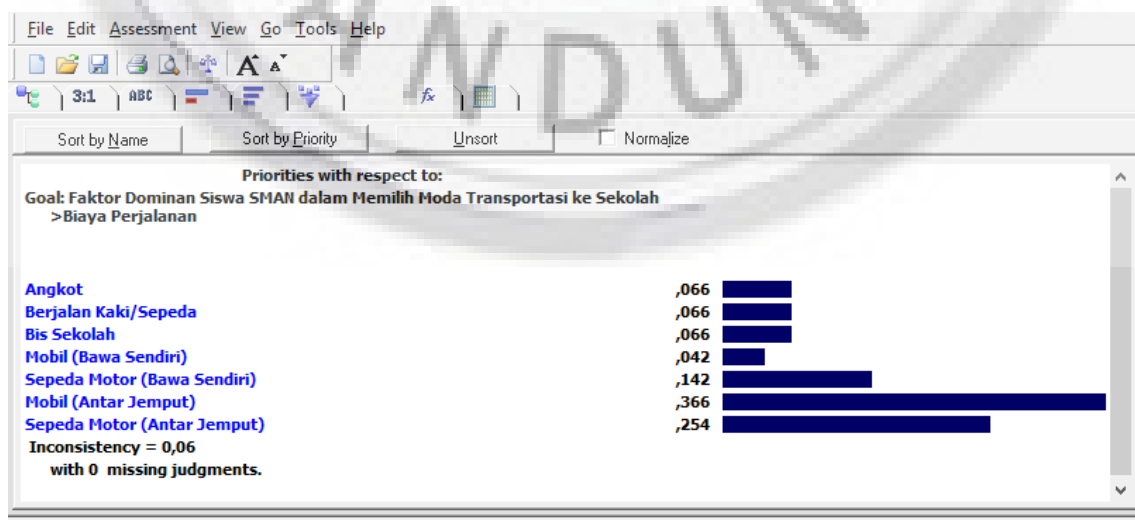 File Edit Assessment View Go Tools Help
A A
3:1 ABC fx
Sort by Name Sort by Priority Unsort Normalize
Priorities with respect to:
Goal: Faktor Dominan Siswa SMAN dalam Memilih Moda Transportasi ke Sekolah
>Biaya Perjalanan
Angkot ,066
Berjalan Kaki/Sepeda ,066
Bis Sekolah ,066
Mobil (Bawa Sendiri) ,042
Sepeda Motor (Bawa Sendiri) ,142
Mobil (Antar Jemput) ,366
Sepeda Motor (Antar Jemput) ,254
Inconsistency = 0,06
with 0 missing judgments.